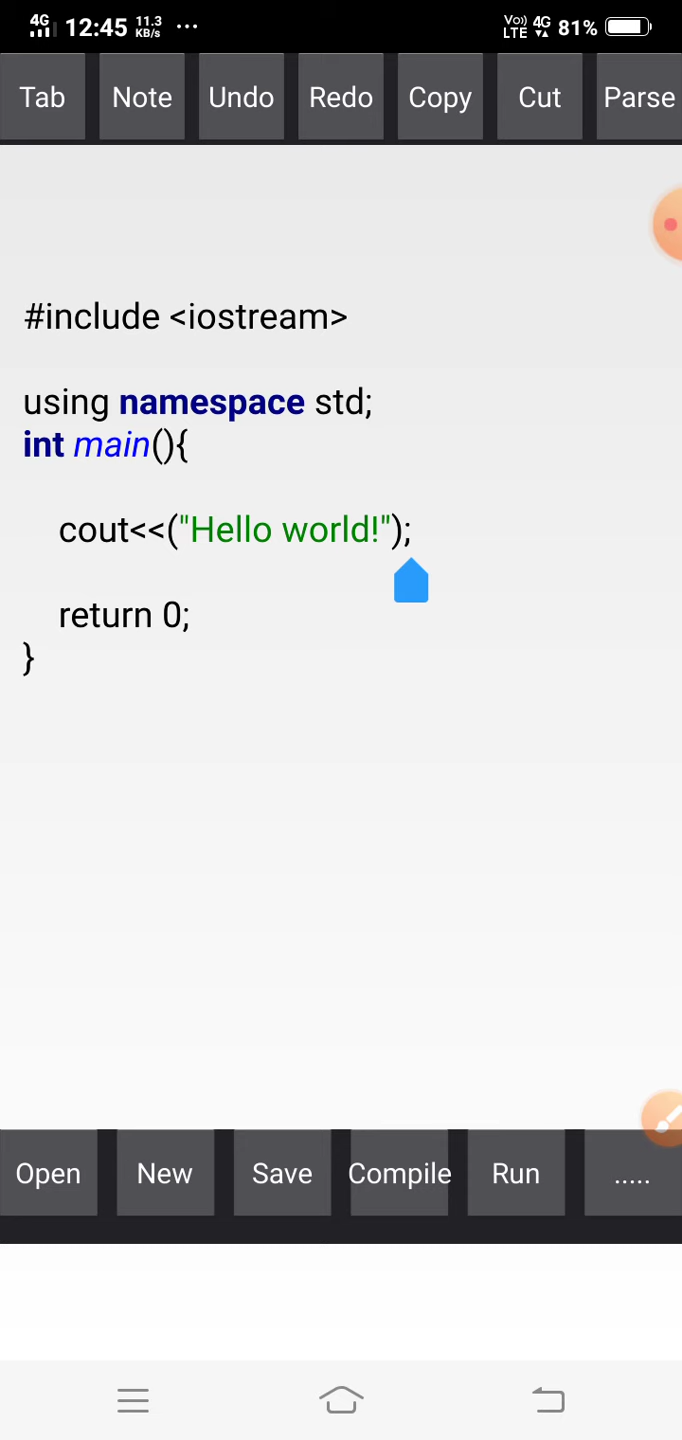 4G 12:45 11.3 KB/s ... Vo) LTE 4G 81%
Tab Note Undo Redo Copy Cut Parse
#include <iostream>
using namespace std;
int main(){
cout<<("Hello world!");
return 0;
}
Open New Save Compile Run .....